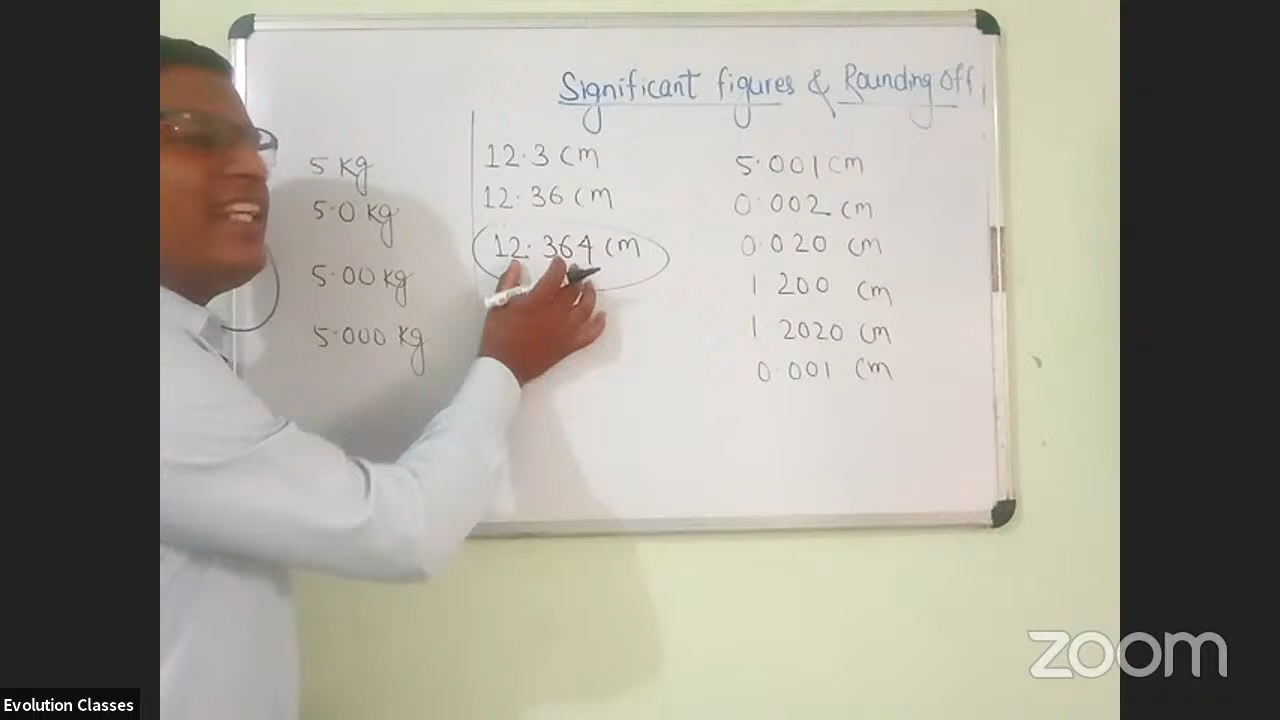 Significant figures & Rounding off
5 kg
5.0 kg
5.00 kg
5.000 kg
12.3 cm
12.36 cm
12.364 cm
5.001 cm
0.002 cm
0.020 cm
1 200 cm
1 2020 cm
0.001 cm
zoom
Evolution Classes